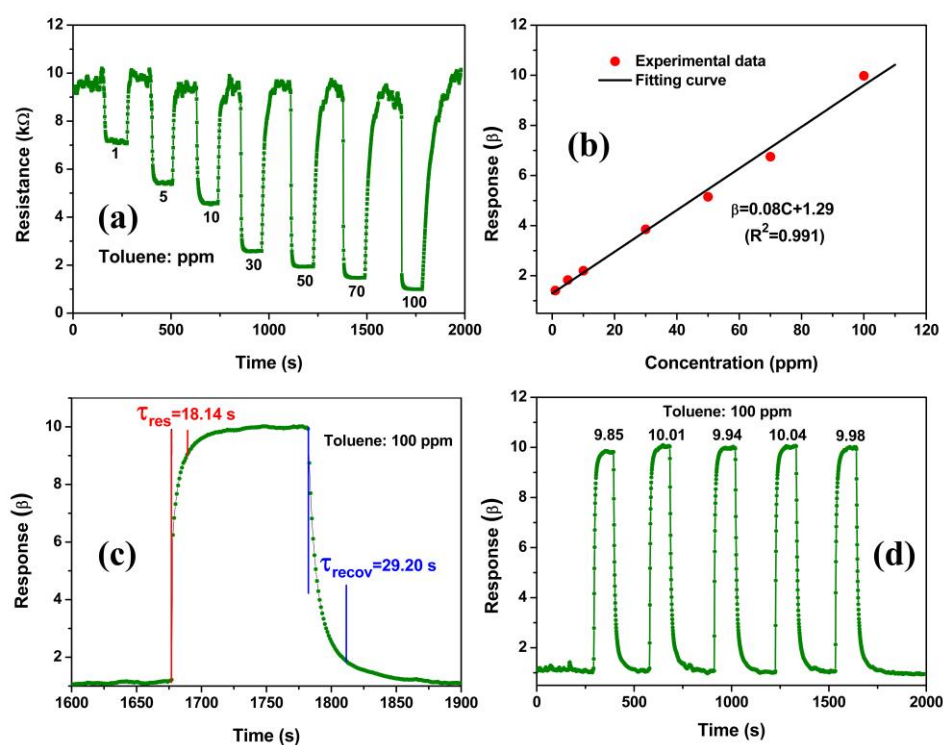 Resistance (kΩ)
12
10
8
6
4
2
0
1
5
10
30
50
70
100
(a)
Toluene: ppm
0 500 1000 1500 2000
Time (s)
Response (β)
12
10
8
6
4
2
Experimental data
Fitting curve
(b)
β=0.08C+1.29
(R²=0.991)
0 20 40 60 80 100 120
Concentration (ppm)
Response (β)
12
10
8
6
4
2
τres=18.14 s
Toluene: 100 ppm
(c)
τrecov=29.20 s
1600 1650 1700 1750 1800 1850 1900
Time (s)
Response (β)
12
10
8
6
4
2
Toluene: 100 ppm
9.85 10.01 9.94 10.04 9.98
(d)
0 500 1000 1500 2000
Time (s)